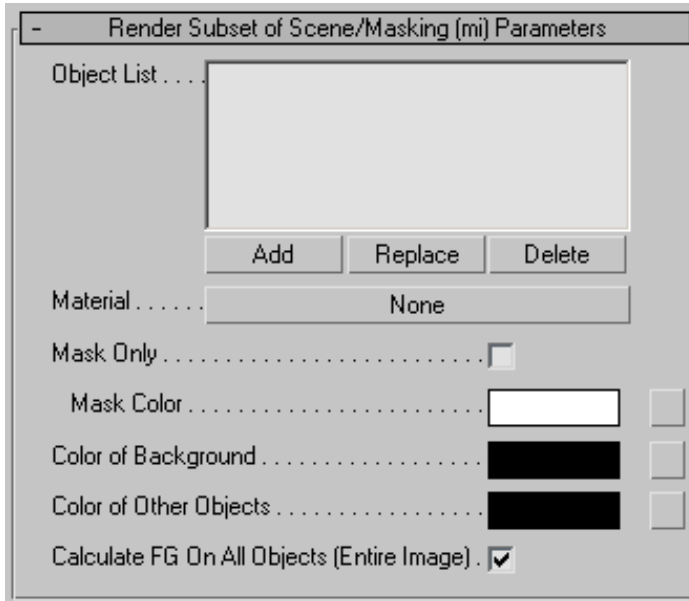 - Render Subset of Scene/Masking (mi) Parameters
Object List . . . .
Add Replace Delete
Material . . . . . . None
Mask Only . . . . . . . . . . . . . . . . . . . . . . . . . .
Mask Color . . . . . . . . . . . . . . . . . . . . . . . .
Color of Background . . . . . . . . . . . . . . . . . .
Color of Other Objects . . . . . . . . . . . . . . . . .
Calculate FG On All Objects (Entire Image) .